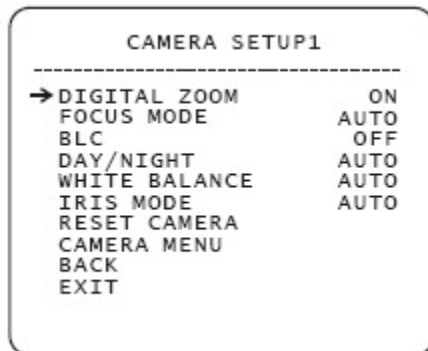 CAMERA SETUP1
----------------------------------------
➔DIGITAL ZOOM ON
FOCUS MODE AUTO
BLC OFF
DAY/NIGHT AUTO
WHITE BALANCE AUTO
IRIS MODE AUTO
RESET CAMERA
CAMERA MENU
BACK
EXIT